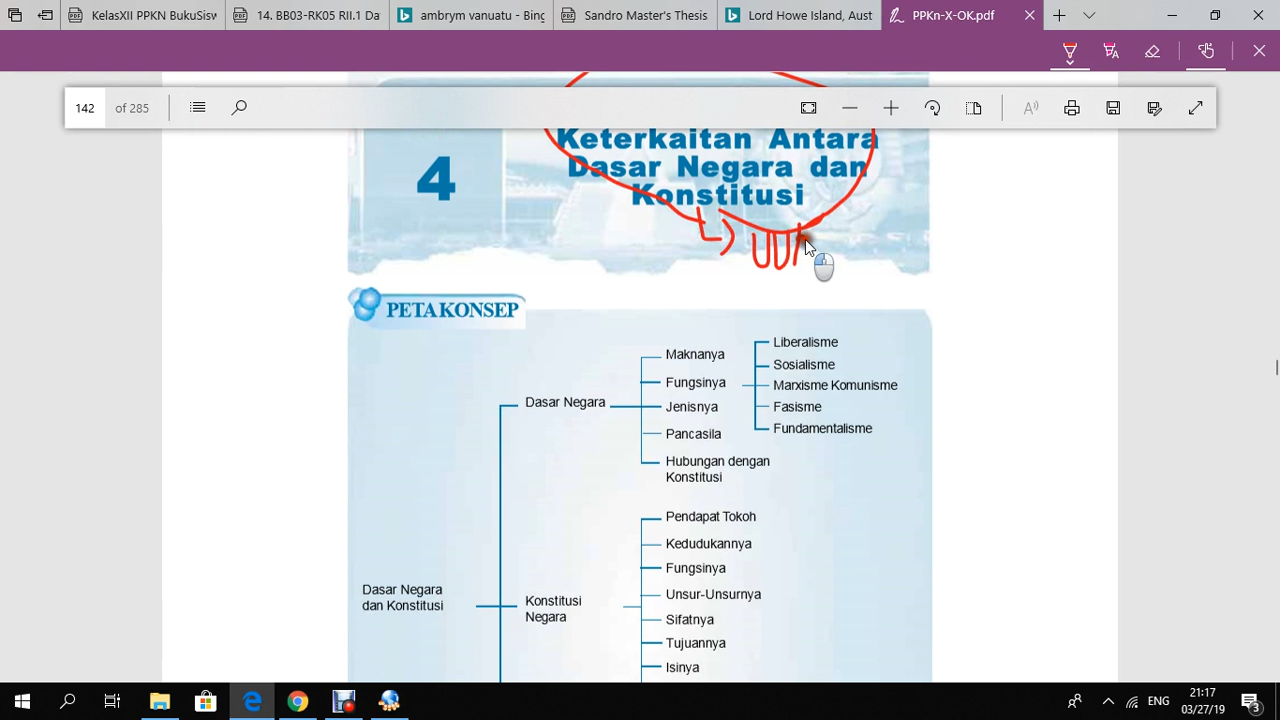 KelasXII PPKN BukuSisw
14. BB03-RK05 RII.1 Da
ambrym vanuatu - Bing
Sandro Master's Thesis
Lord Howe Island, Aust
PPKn-X-OK.pdf
142 of 285
4
Keterkaitan Antara
Dasar Negara dan
Konstitusi
PETA KONSEP
Maknanya
Fungsinya
Jenisnya
Pancasila
Hubungan dengan
Konstitusi
Liberalisme
Sosialisme
Marxisme Komunisme
Fasisme
Fundamentalisme
Dasar Negara
Pendapat Tokoh
Kedudukannya
Fungsinya
Unsur-Unsurnya
Sifatnya
Tujuannya
Isinya
Konstitusi
Negara
Dasar Negara
dan Konstitusi
ENG
21:17
03/27/19
3